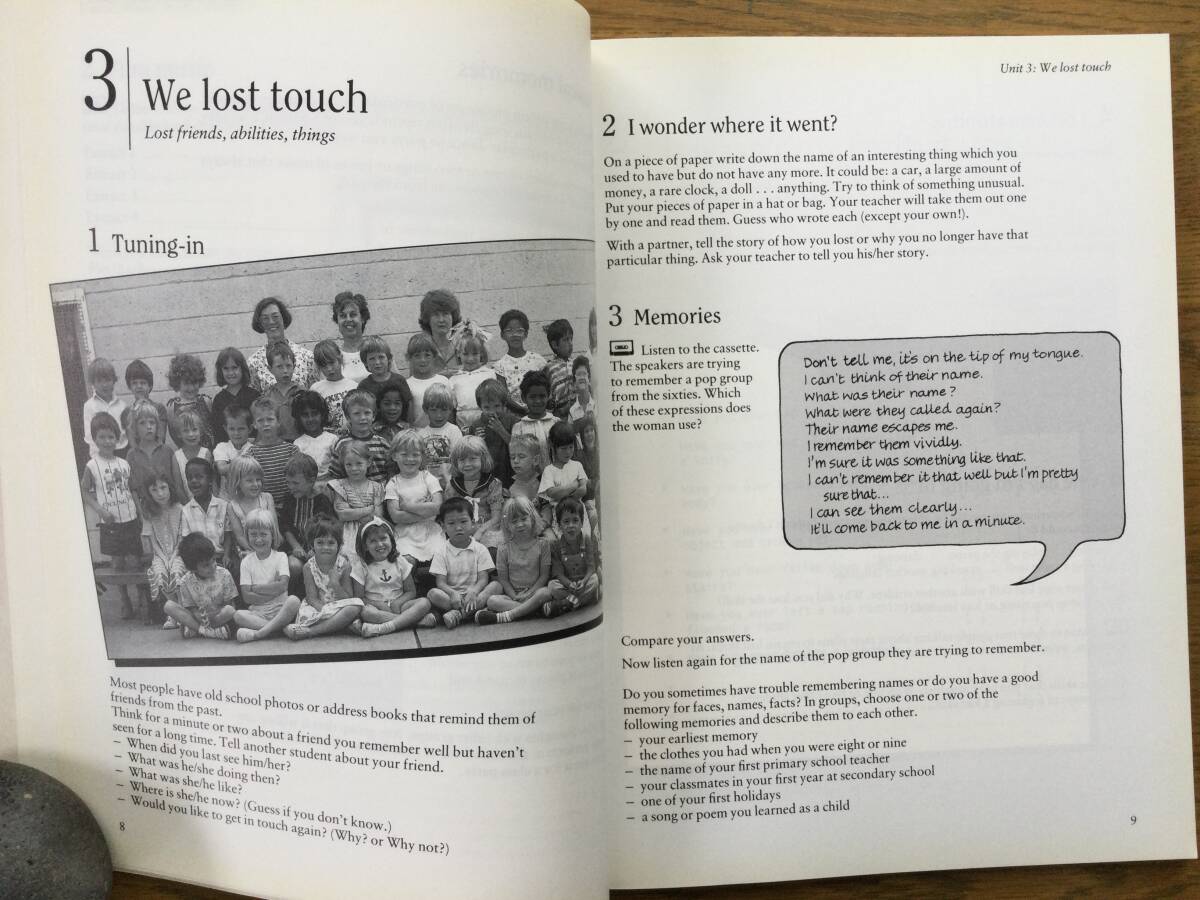 3
We lost touch
Lost friends, abilities, things
1 Tuning-in
Most people have old school photos or address books that remind them of
friends from the past.
Think for a minute or two about a friend you remember well but haven't
seen for a long time. Tell another student about your friend.
– When did you last see him/her?
– What was he/she doing then?
– What was she/he like?
– Where is she/he now? (Guess if you don't know.)
– Would you like to get in touch again? (Why? or Why not?)
8
Unit 3: We lost touch
2 I wonder where it went?
On a piece of paper write down the name of an interesting thing which you
used to have but do not have any more. It could be: a car, a large amount of
money, a rare clock, a doll . . . anything. Try to think of something unusual.
Put your pieces of paper in a hat or bag. Your teacher will take them out one
by one and read them. Guess who wrote each (except your own!).
With a partner, tell the story of how you lost or why you no longer have that
particular thing. Ask your teacher to tell you his/her story.
3 Memories
Listen to the cassette.
The speakers are trying
to remember a pop group
from the sixties. Which
of these expressions does
the woman use?
Don't tell me, it's on the tip of my tongue.
I can't think of their name.
What was their name?
What were they called again?
Their name escapes me.
I remember them vividly.
I'm sure it was something like that.
I can't remember it that well but I'm pretty
sure that...
I can see them clearly...
It'll come back to me in a minute.
Compare your answers.
Now listen again for the name of the pop group they are trying to remember.
Do you sometimes have trouble remembering names or do you have a good
memory for faces, names, facts? In groups, choose one or two of the
following memories and describe them to each other.
– your earliest memory
– the clothes you had when you were eight or nine
– the name of your first primary school teacher
– your classmates in your first year at secondary school
– one of your first holidays
– a song or poem you learned as a child
9